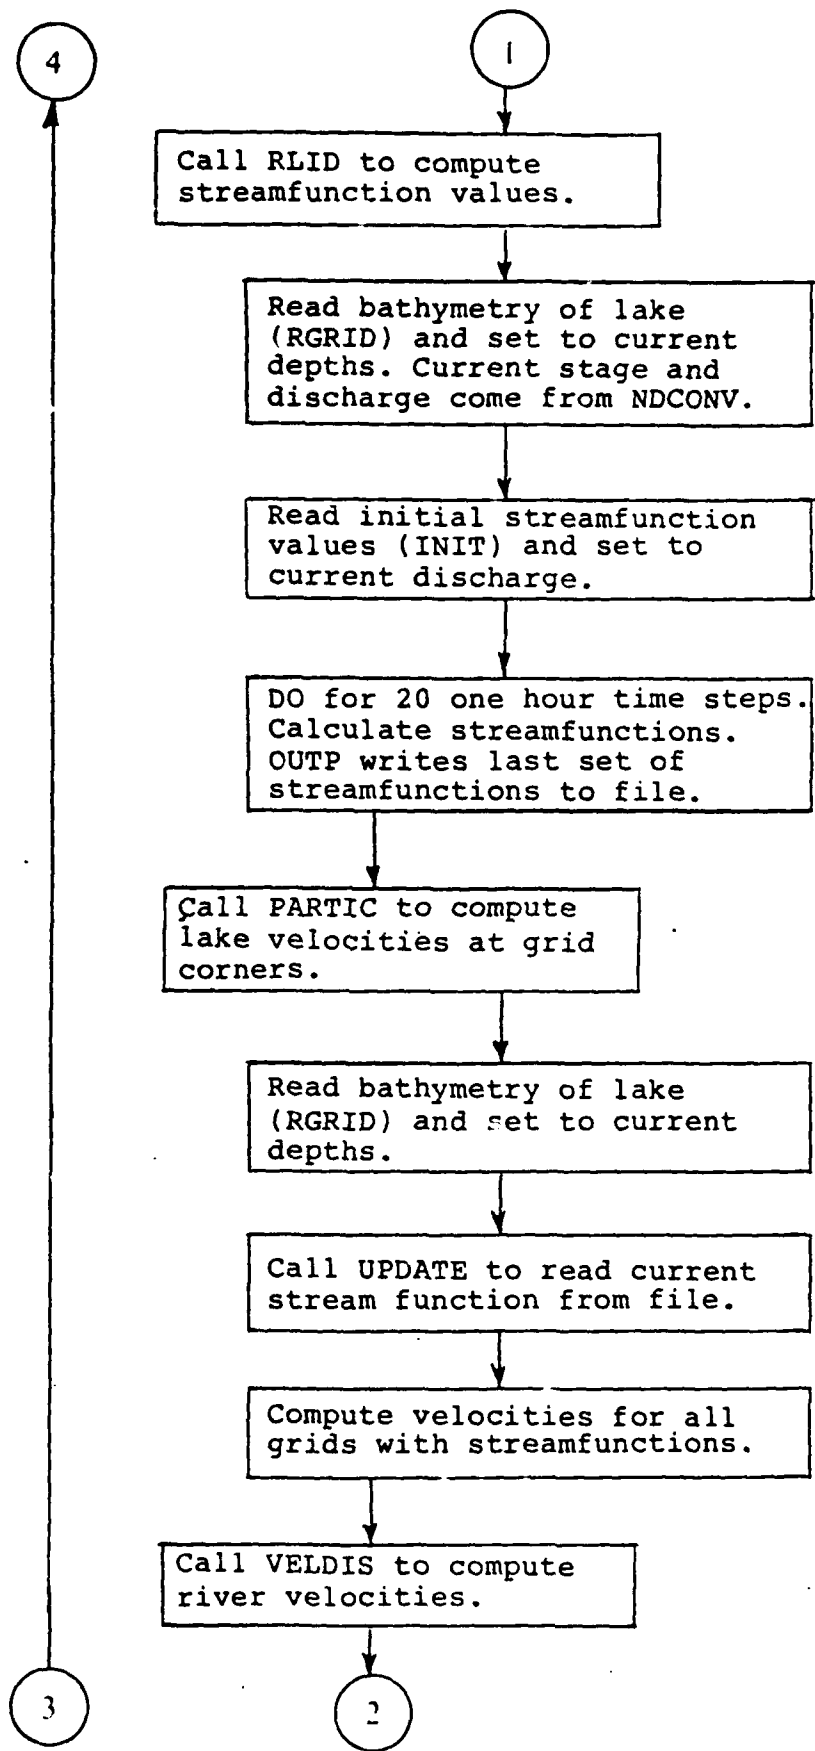 4
1
Call RLID to compute
streamfunction values.
Read bathymetry of lake
(RGRID) and set to current
depths. Current stage and
discharge come from NDCONV.
Read initial streamfunction
values (INIT) and set to
current discharge.
DO for 20 one hour time steps.
Calculate streamfunctions.
OUTP writes last set of
streamfunctions to file.
Call PARTIC to compute
lake velocities at grid
corners.
Read bathymetry of lake
(RGRID) and set to current
depths.
Call UPDATE to read current
stream function from file.
Compute velocities for all
grids with streamfunctions.
Call VELDIS to compute
river velocities.
3
2